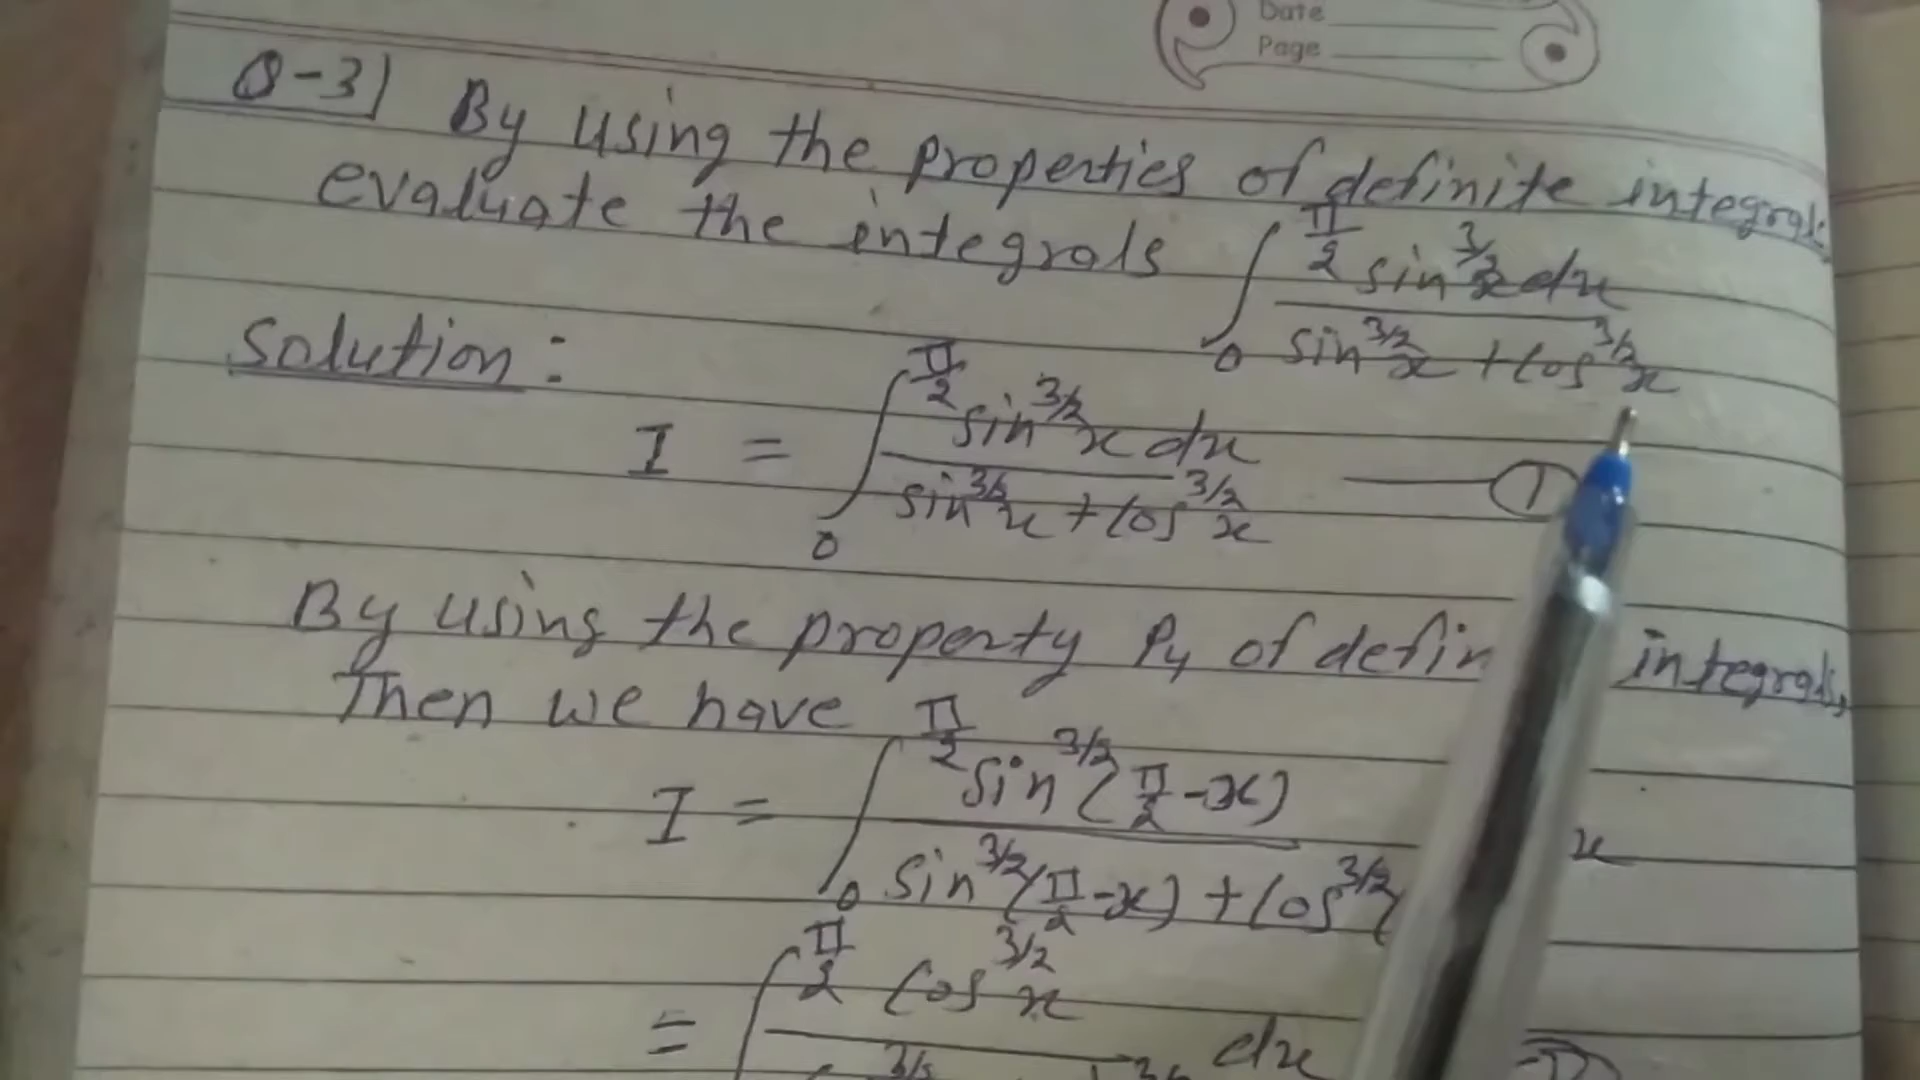 Date
Page
Q-3) By using the properties of definite integrals,
evaluate the integrals ∫₀^(π/2) sin^(3/2)x dx / (sin^(3/2)x + cos^(3/2)x)
Solution:
I = ∫₀^(π/2) sin^(3/2)x dx / (sin^(3/2)x + cos^(3/2)x) — ①
By using the property P₄ of defin integrals,
Then we have
I = ∫₀^(π/2) sin^(3/2)(π/2-x) / (sin^(3/2)(π/2-x) + cos^(3/2)( x
= ∫^(π/2) cos^(3/2)x dx